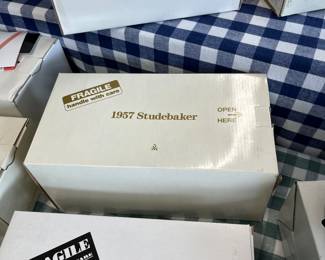 FRAGILE
handle with care
1957 Studebaker
OPEN
HERE
FRAGILE